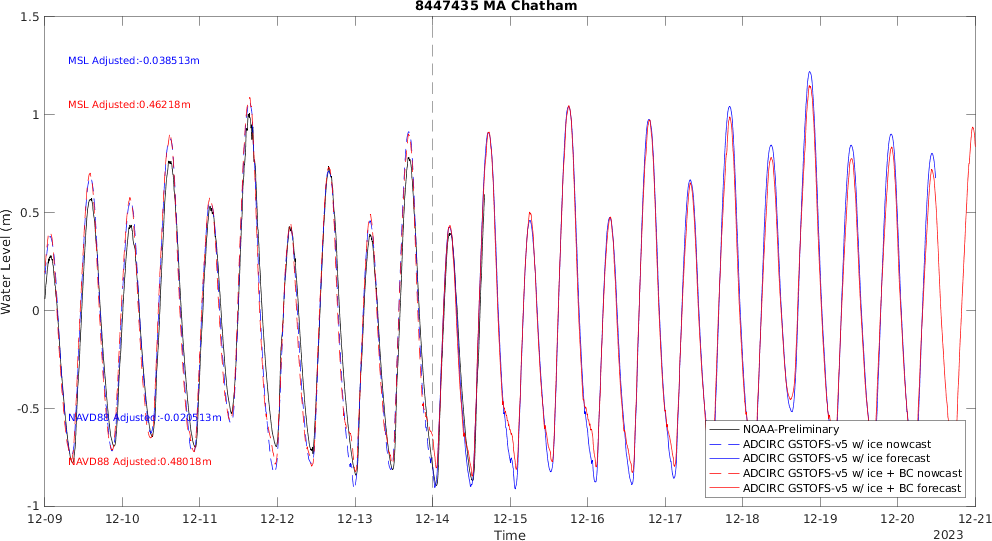 8447435 MA Chatham
1.5
1
0.5
0
-0.5
-1
Water Level (m)
MSL Adjusted:-0.038513m
MSL Adjusted:0.46218m
NAVD88 Adjusted:-0.020513m
NAVD88 Adjusted:0.48018m
NOAA-Preliminary
ADCIRC GSTOFS-v5 w/ ice nowcast
ADCIRC GSTOFS-v5 w/ ice forecast
ADCIRC GSTOFS-v5 w/ ice + BC nowcast
ADCIRC GSTOFS-v5 w/ ice + BC forecast
12-09 12-10 12-11 12-12 12-13 12-14 12-15 12-16 12-17 12-18 12-19 12-20 12-21
Time
2023